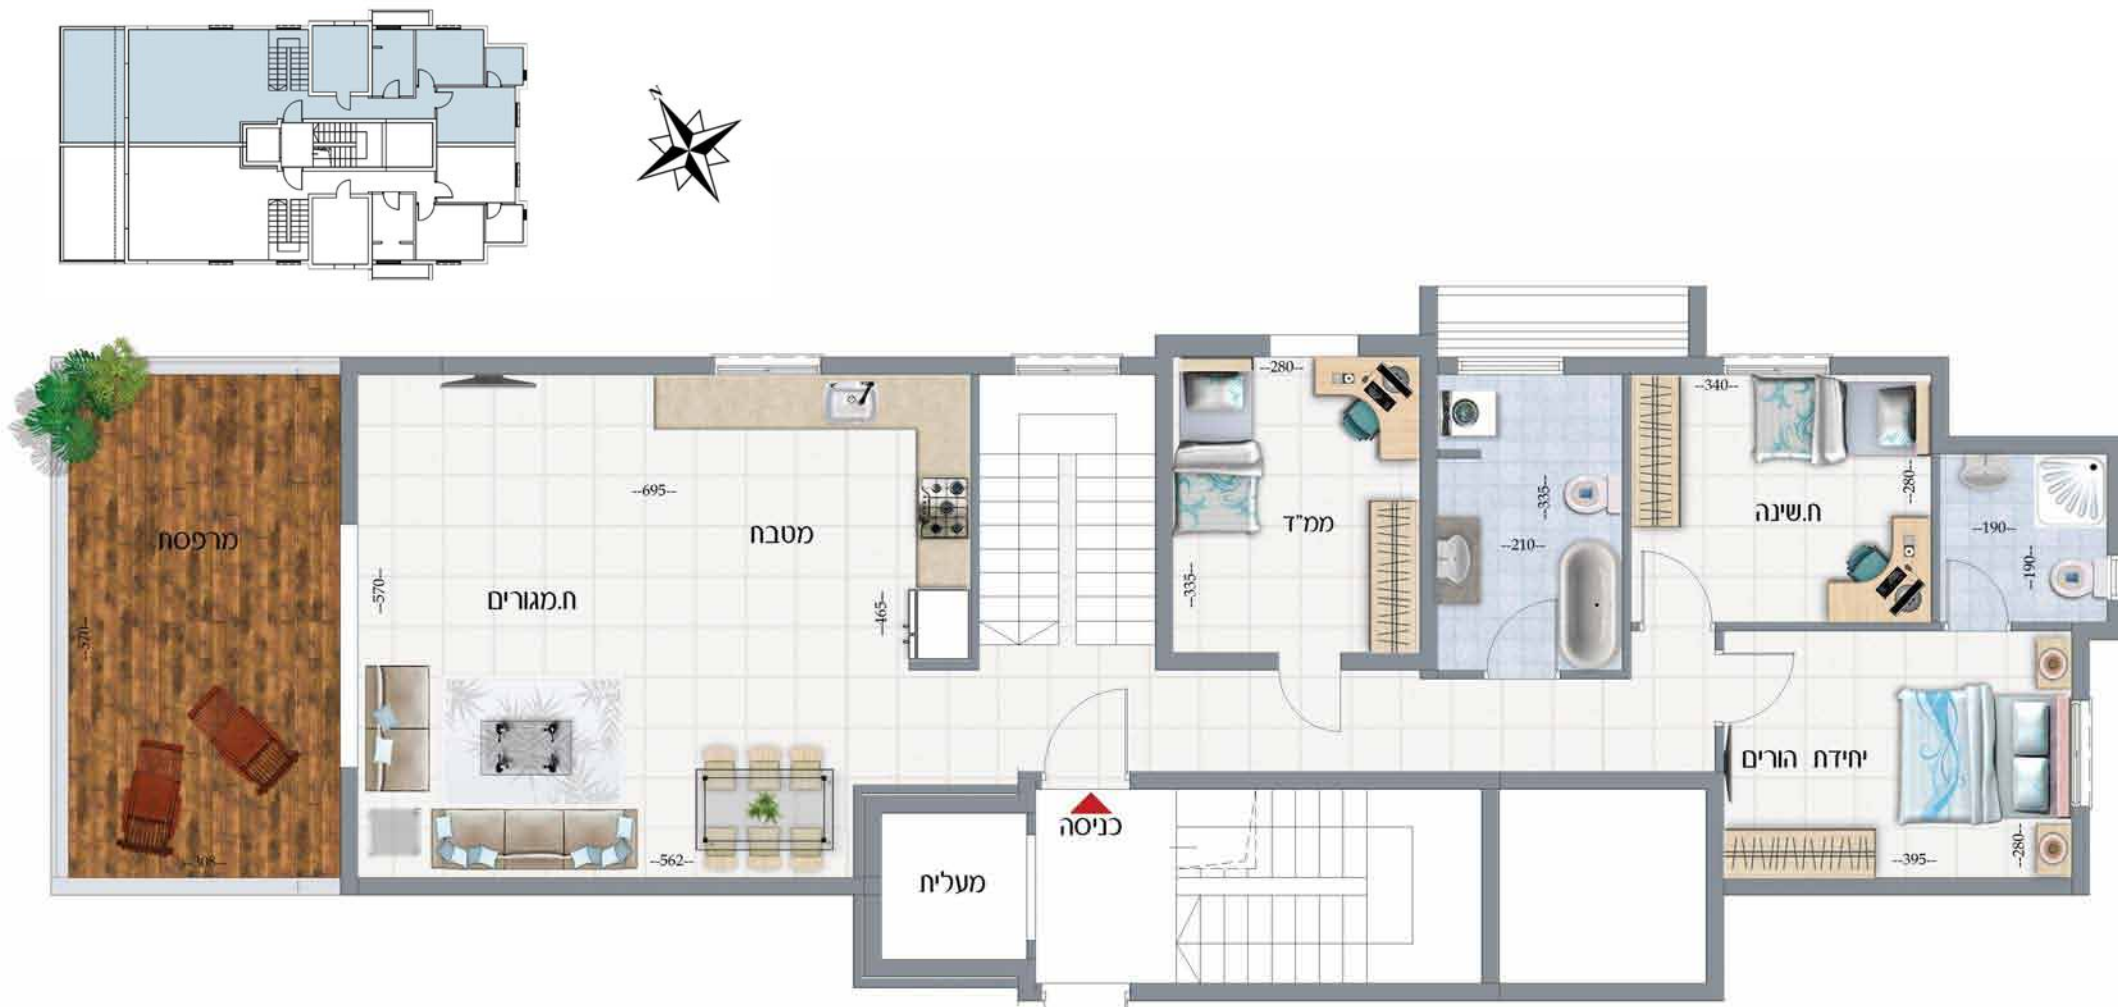 N
--280--
--340--
--695--
מטבח
ממ"ד
--335--
--210--
ח.שינה
--280--
--190--
--190--
מרפסת
--570--
ח.מגורים
--465--
--335--
--570--
יחידת הורים
כניסה
--562--
--308--
מעלית
--395--
--280--